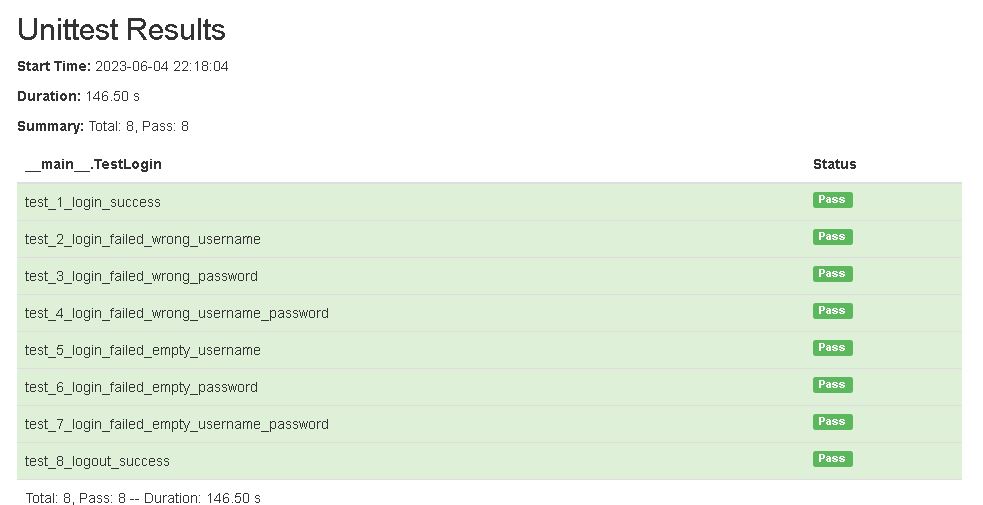 Unittest Results
Start Time: 2023-06-04 22:18:04
Duration: 146.50 s
Summary: Total: 8, Pass: 8
__main__.TestLogin Status
test_1_login_success Pass
test_2_login_failed_wrong_username Pass
test_3_login_failed_wrong_password Pass
test_4_login_failed_wrong_username_password Pass
test_5_login_failed_empty_username Pass
test_6_login_failed_empty_password Pass
test_7_login_failed_empty_username_password Pass
test_8_logout_success Pass
Total: 8, Pass: 8 -- Duration: 146.50 s